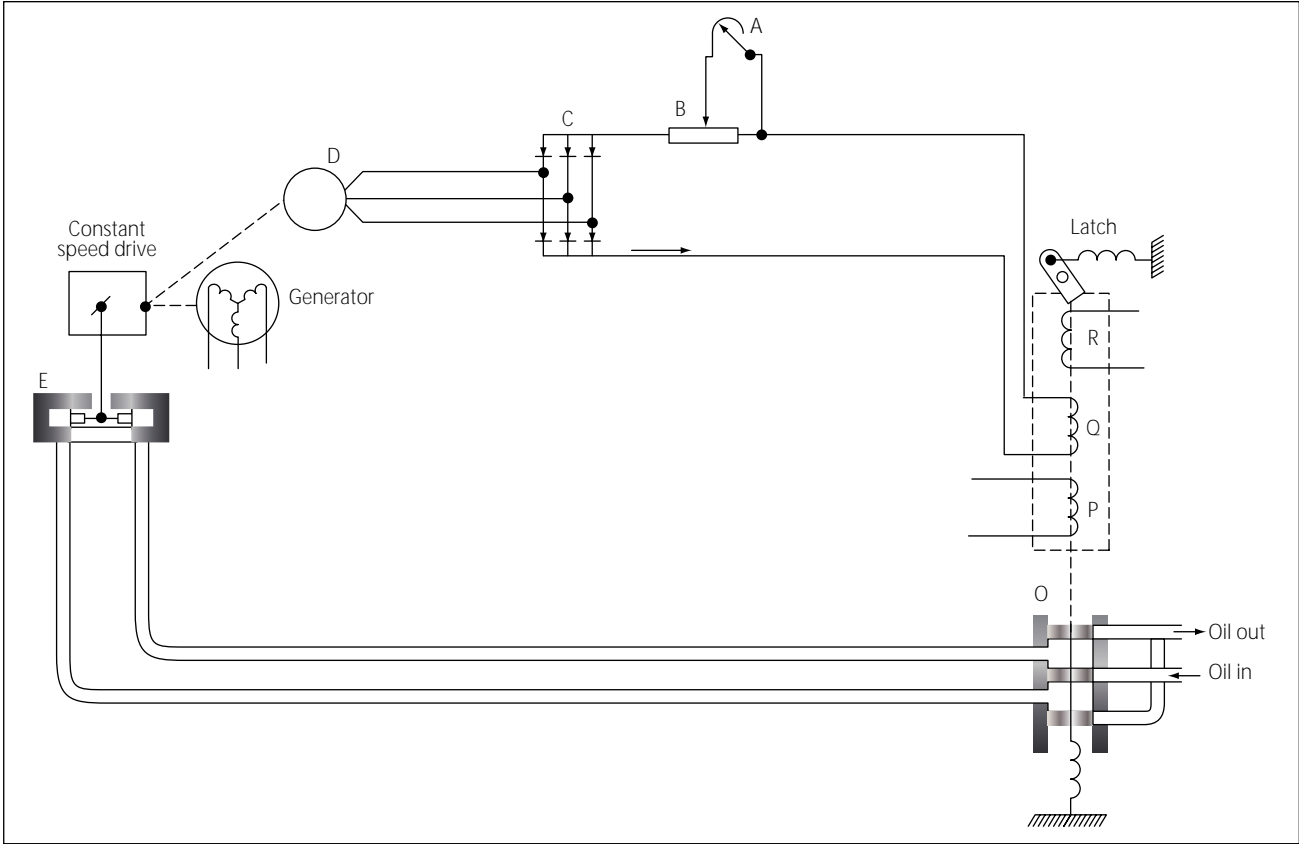 A
B
C
D
Constant
speed drive
Latch
Generator
R
E
Q
P
O
Oil out
Oil in